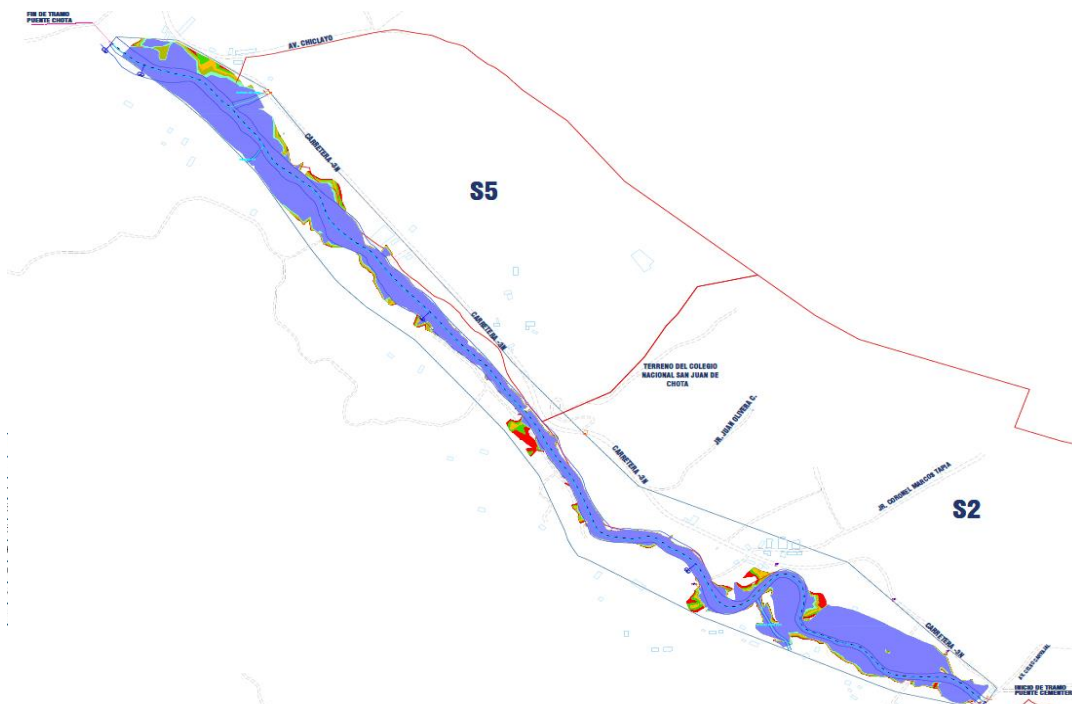 FIN DE TRAMO
PUENTE CHOTA
AV. CHICLAYO
CARRETERA -3N
S5
CARRETERA -3N
TERRENO DEL COLEGIO
NACIONAL SAN JUAN DE
CHOTA
JR. JUAN OLIVERA C.
CARRETERA -3N
JR. CORONEL MARCOS TAPIA
S2
CARRETERA -3N
INICIO DE TRAMO
PUENTE CEMENTER